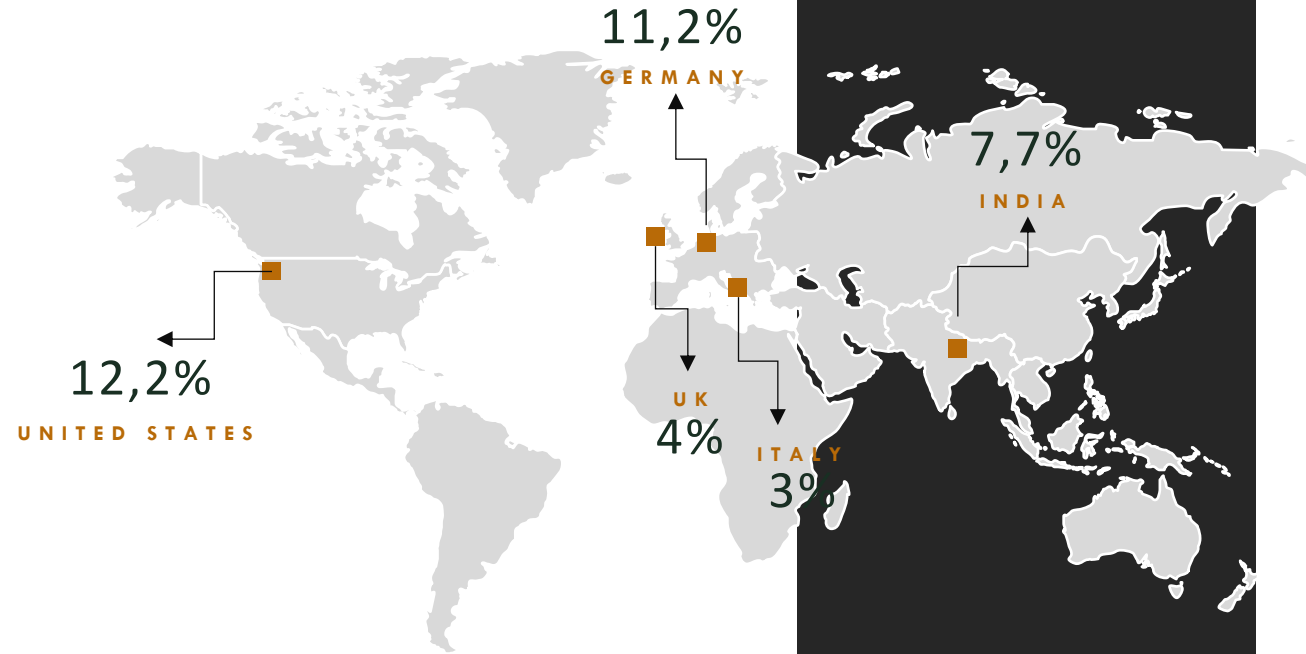 11,2%
GERMANY
7,7%
INDIA
12,2%
UNITED STATES
UK
4%
ITALY
3%